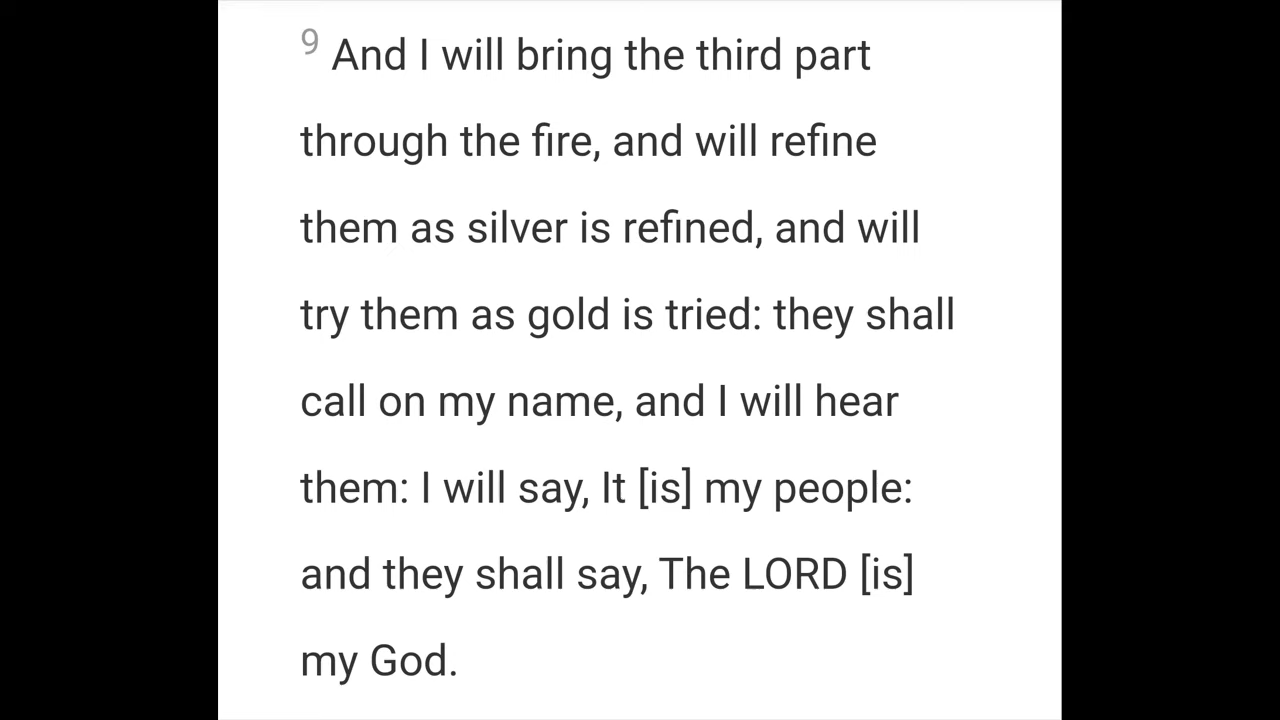 9 And I will bring the third part
through the fire, and will refine
them as silver is refined, and will
try them as gold is tried: they shall
call on my name, and I will hear
them: I will say, It [is] my people:
and they shall say, The LORD [is]
my God.